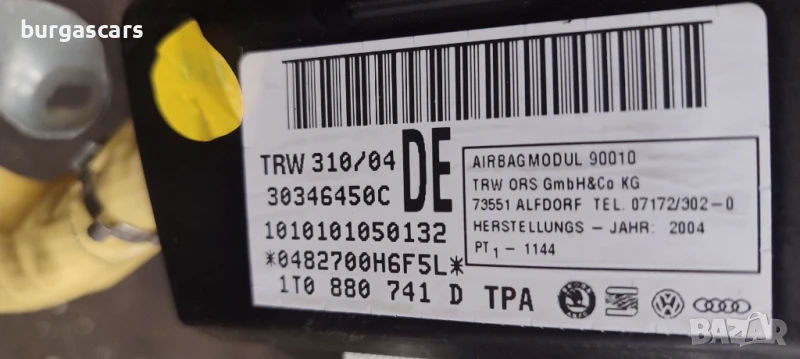 burgascars
TRW 310/04
DE
30346450C
1010101050132
*0482700H6F5L*
1T0 880 741 D TPA
AIRBAGMODUL 90010
TRW ORS GmbH&Co KG
73551 ALFDORF TEL. 07172/302-0
HERSTELLUNGS - JAHR: 2004
PT1 - 1144
BAZAR